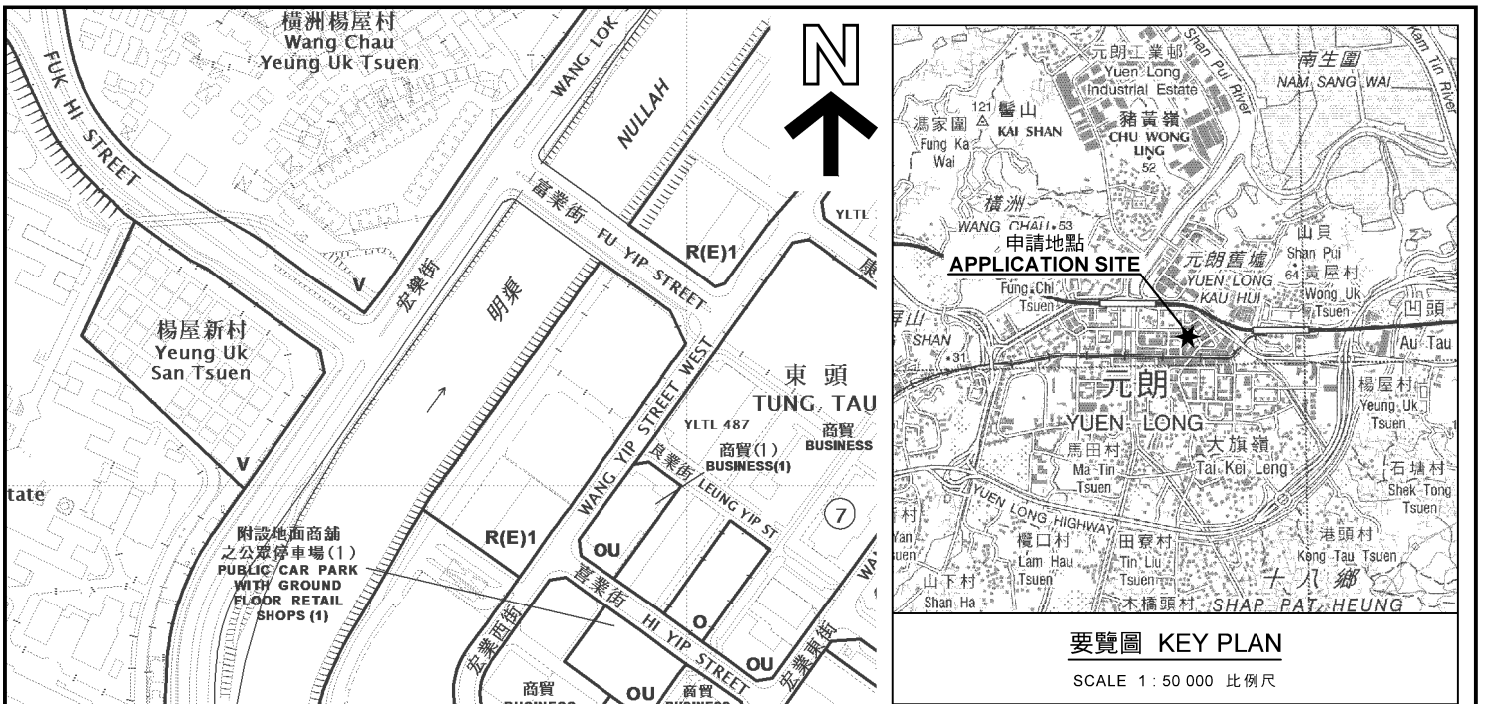 橫洲楊屋村
Wang Chau
Yeung Uk Tsuen
FUK HI STREET
WANG LOK
NULLAH
富業街
FU YIP STREET
R(E)1
YLTL
康
V
宏樂街
明渠
楊屋新村
Yeung Uk
San Tsuen
V
tate
WANG YIP STREET WEST
東頭
TUNG TAU
YLTL 487
商貿
BUSINESS
商貿(1)
BUSINESS(1)
良業街
LEUNG YIP ST
7
R(E)1
OU
附設地面商舖
之公眾停車場(1)
PUBLIC CAR PARK
WITH GROUND
FLOOR RETAIL
SHOPS (1)
喜業街
HI YIP STREET
O
OU
WA
宏業西街
宏業東街
商貿
BUSINESS
OU
商貿
BUSINESS
N
元朗工業邨
Yuen Long
Industrial Estate
Shan Pui River
南生圍
NAM SANG WAI
Kam Tin River
121
髻山
KAI SHAN
馮家圍
Fung Ka
Wai
豬黃嶺
CHU WONG
LING
52
橫洲
WANG CHAU
53
申請地點
APPLICATION SITE
Fung Chi
Tsuen
元朗舊墟
YUEN LONG
KAU HUI
山貝
Shan Pui
64
黃屋村
Wong Uk
Tsuen
凹頭
Au Tau
屏山
SHAN
31
元朗
YUEN LONG
楊屋村
Yeung Uk
Tsuen
馬田村
Ma Tin
Tsuen
大旗嶺
Tai Kei Leng
石塘村
Shek Tong
Tsuen
YUEN LONG HIGHWAY
村
Yan
uen
欖口村
Lam Hau
Tsuen
田寮村
Tin Liu
Tsuen
港頭村
Kong Tau Tsuen
山下村
Shan Ha
木橋頭村
十八鄉
SHAP PAT HEUNG
要覽圖 KEY PLAN
SCALE 1 : 50 000 比例尺